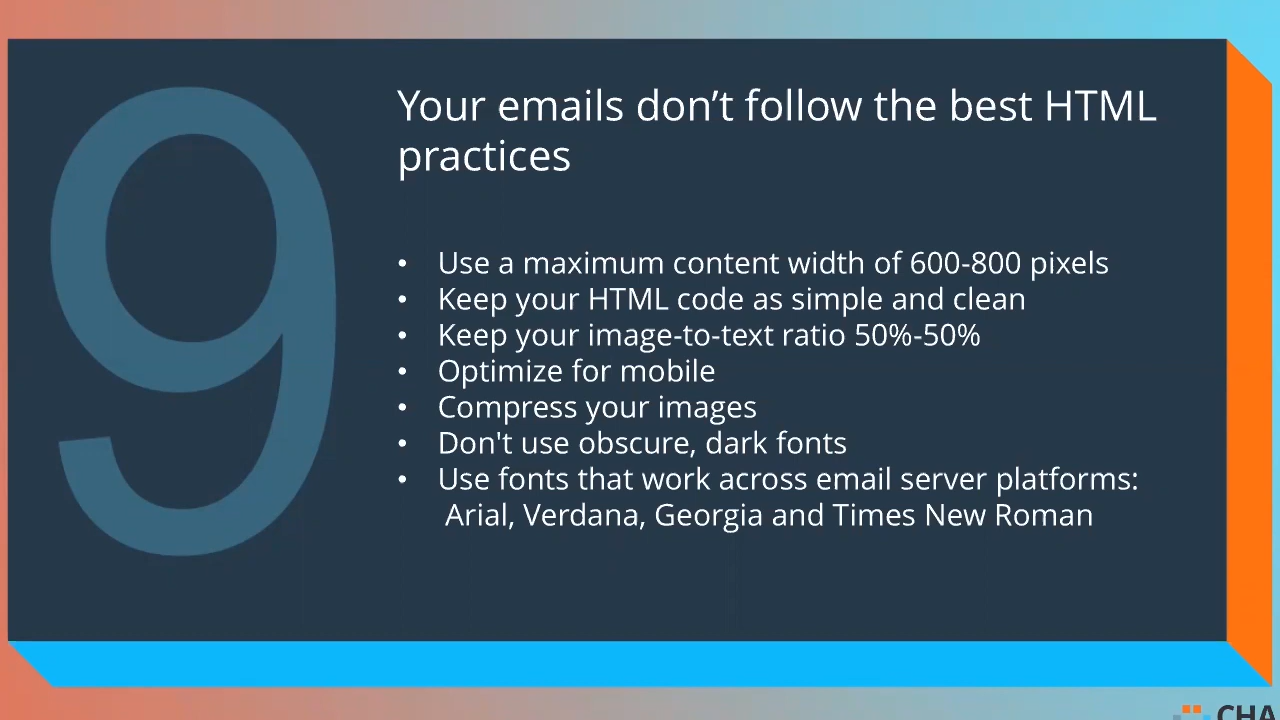 9
Your emails don’t follow the best HTML
practices
• Use a maximum content width of 600-800 pixels
• Keep your HTML code as simple and clean
• Keep your image-to-text ratio 50%-50%
• Optimize for mobile
• Compress your images
• Don't use obscure, dark fonts
• Use fonts that work across email server platforms:
Arial, Verdana, Georgia and Times New Roman
CHA